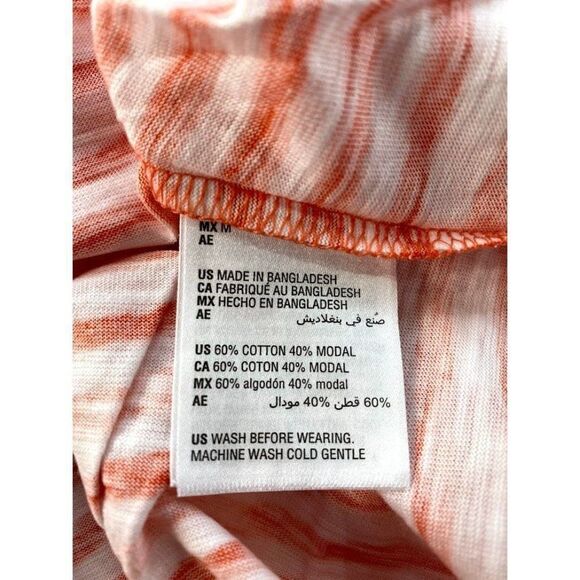 MX M
AE
US MADE IN BANGLADESH
CA FABRIQUÉ AU BANGLADESH
MX HECHO EN BANGLADESH
AE صُنع في بنغلاديش
US 60% COTTON 40% MODAL
CA 60% COTON 40% MODAL
MX 60% algodón 40% modal
AE 60% قطن 40% مودال
US WASH BEFORE WEARING.
MACHINE WASH COLD GENTLE